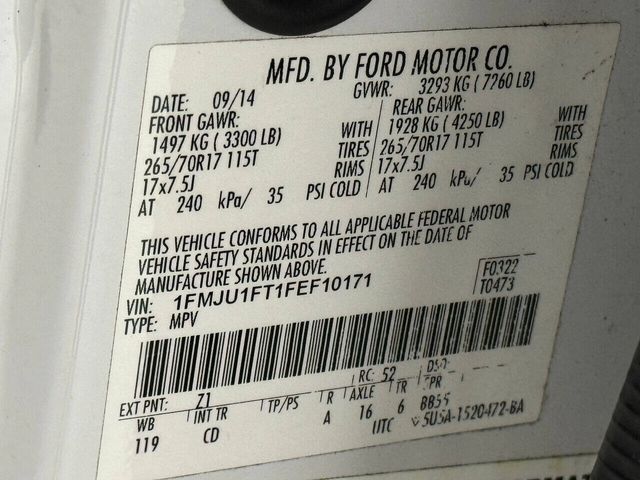 MFD. BY FORD MOTOR CO.
DATE: 09/14 GVWR: 3293 KG ( 7260 LB)
FRONT GAWR: REAR GAWR:
1497 KG ( 3300 LB) WITH 1928 KG ( 4250 LB) WITH
265/70R17 115T TIRES 265/70R17 115T TIRES
17x7.5J RIMS 17x7.5J RIMS
AT 240 kPa/ 35 PSI COLD AT 240 kPa/ 35 PSI COLD
THIS VEHICLE CONFORMS TO ALL APPLICABLE FEDERAL MOTOR
VEHICLE SAFETY STANDARDS IN EFFECT ON THE DATE OF
MANUFACTURE SHOWN ABOVE.
VIN: 1FMJU1FT1FEF10171 F0322
TYPE: MPV T0473
EXT PNT: Z1 RC: 52 DSO:
WB INT TR TP/PS R AXLE TR SPR
119 CD A 16 6 BB55
UTC 5U5A-1520472-BA